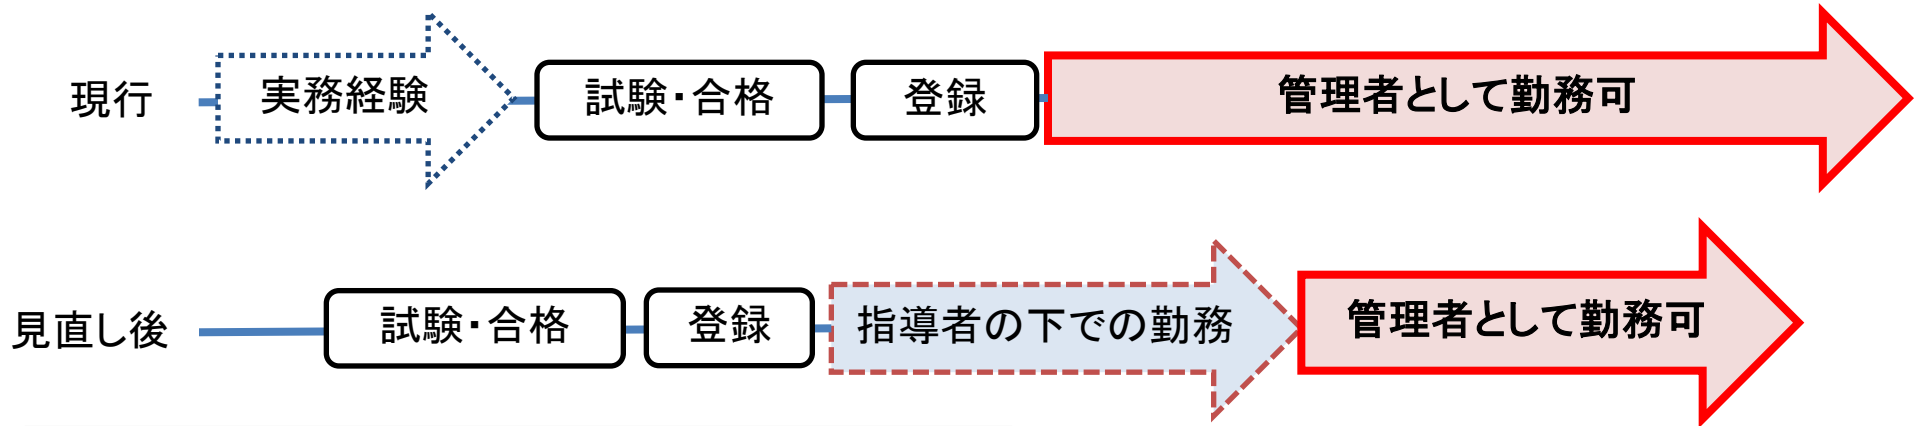 現行 実務経験 試験・合格 登録 管理者として勤務可
見直し後 試験・合格 登録 指導者の下での勤務 管理者として勤務可